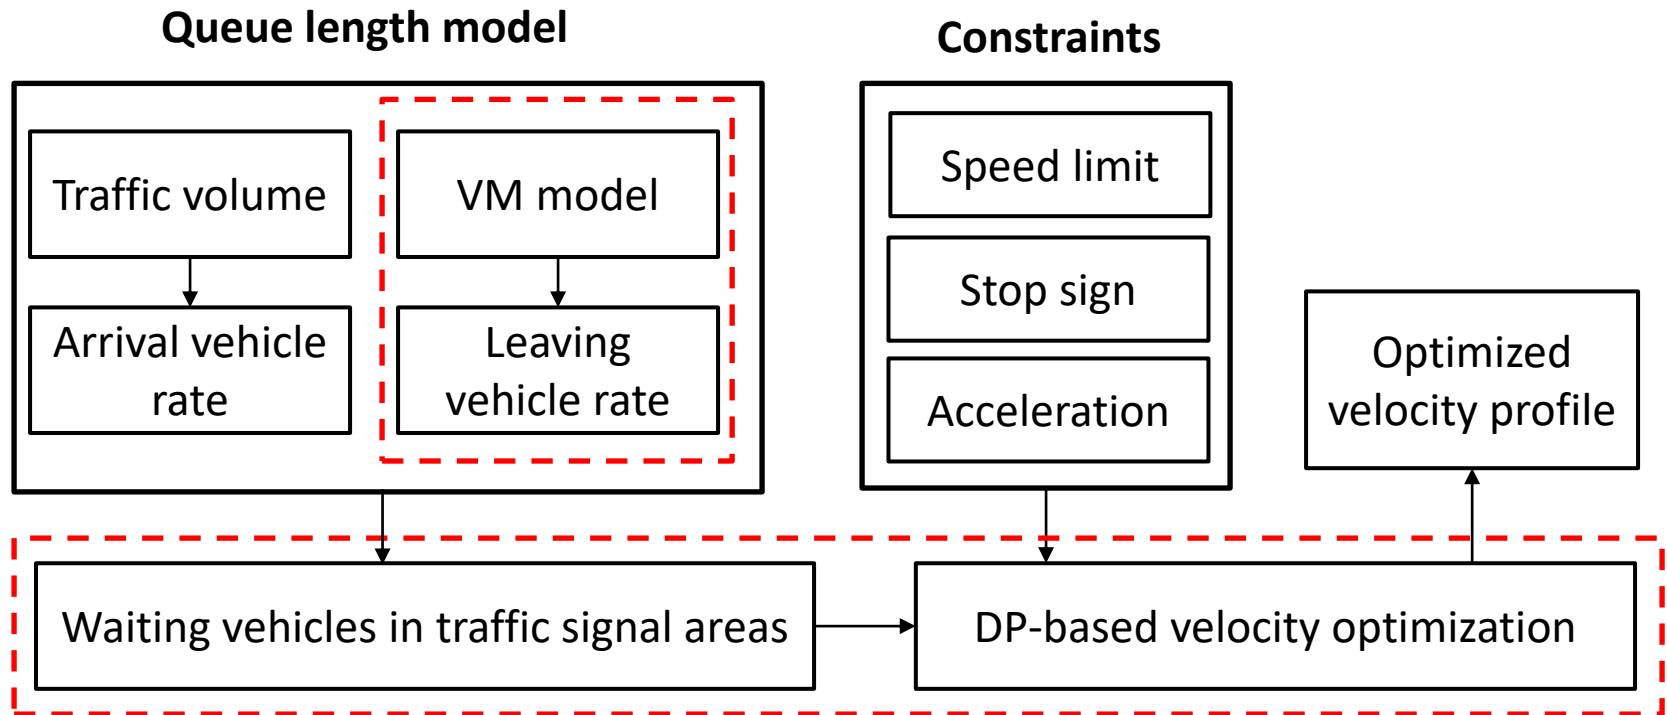 Queue length model
Traffic volume
Arrival vehicle
rate
VM model
Leaving
vehicle rate
Constraints
Speed limit
Stop sign
Acceleration
Optimized
velocity profile
Waiting vehicles in traffic signal areas
DP-based velocity optimization